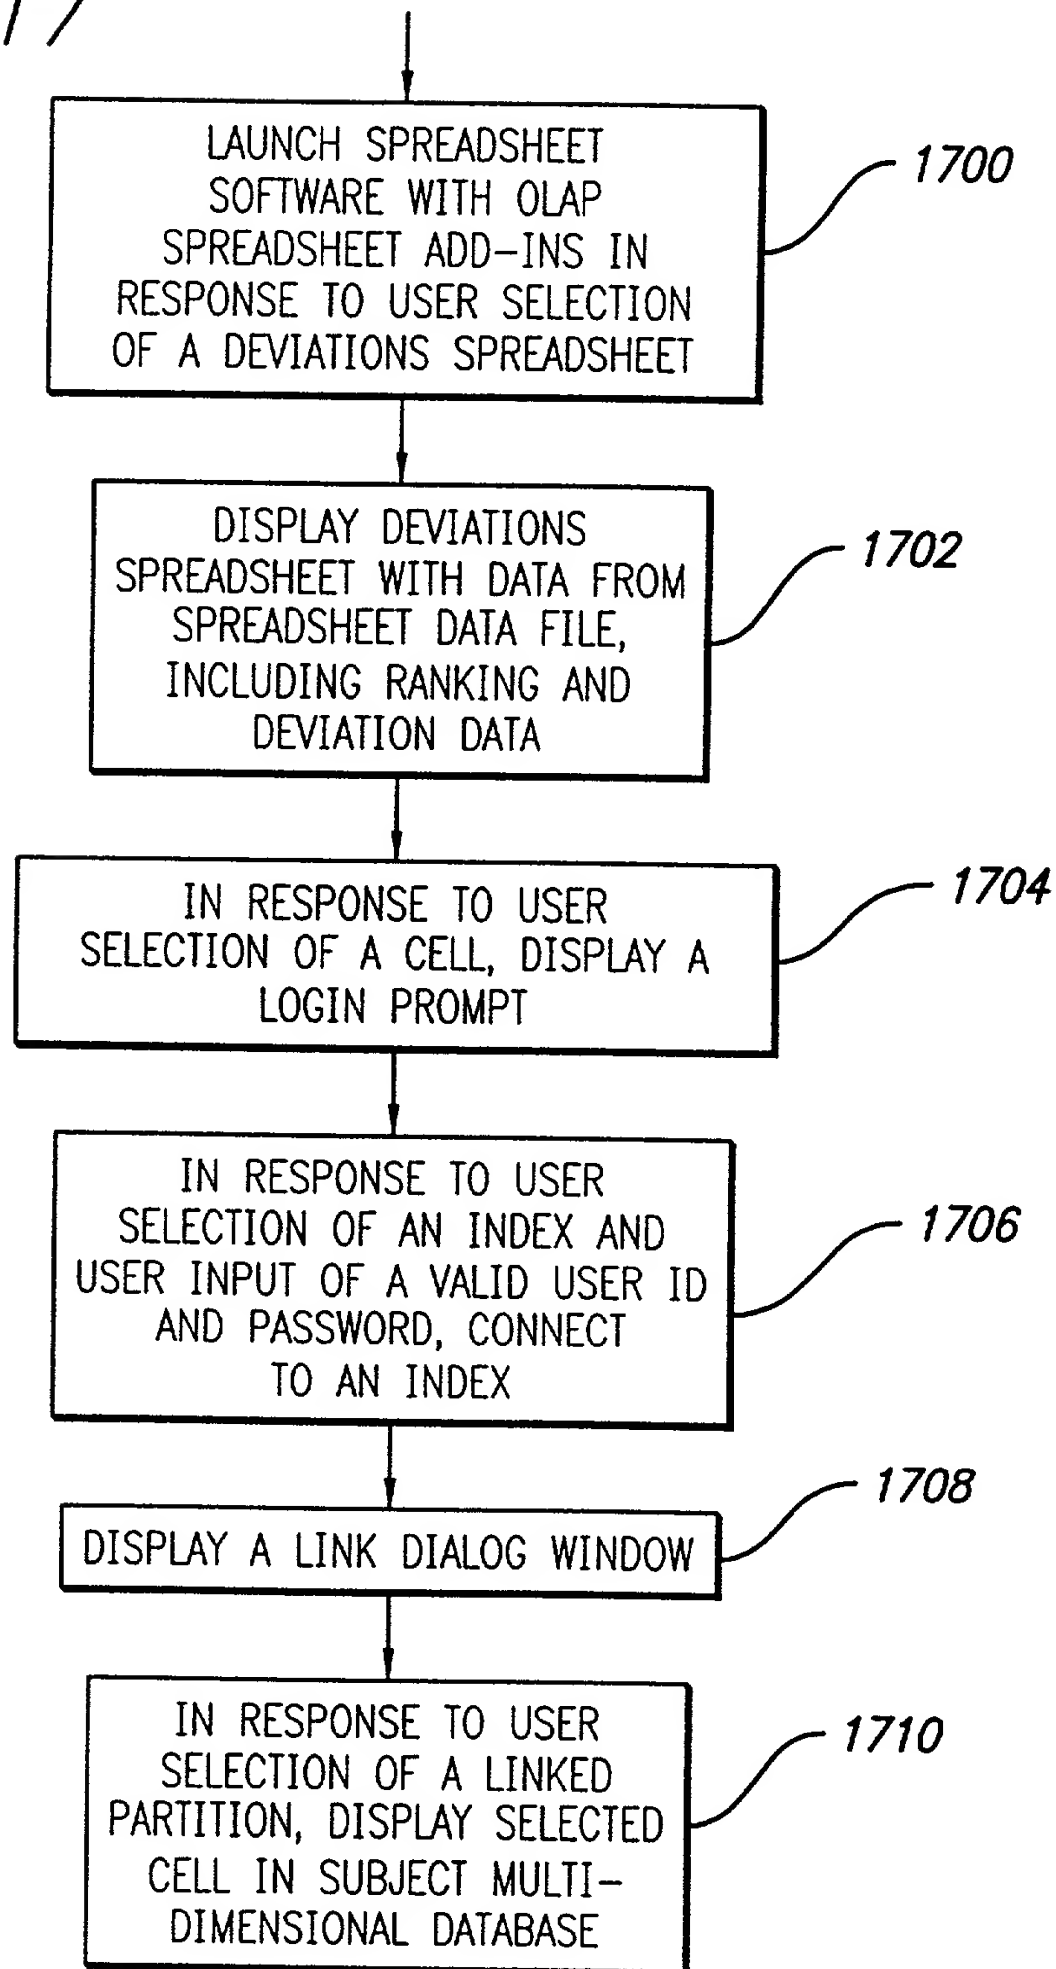 17
LAUNCH SPREADSHEET
SOFTWARE WITH OLAP
SPREADSHEET ADD-INS IN
RESPONSE TO USER SELECTION
OF A DEVIATIONS SPREADSHEET
1700
DISPLAY DEVIATIONS
SPREADSHEET WITH DATA FROM
SPREADSHEET DATA FILE,
INCLUDING RANKING AND
DEVIATION DATA
1702
IN RESPONSE TO USER
SELECTION OF A CELL, DISPLAY A
LOGIN PROMPT
1704
IN RESPONSE TO USER
SELECTION OF AN INDEX AND
USER INPUT OF A VALID USER ID
AND PASSWORD, CONNECT
TO AN INDEX
1706
DISPLAY A LINK DIALOG WINDOW
1708
IN RESPONSE TO USER
SELECTION OF A LINKED
PARTITION, DISPLAY SELECTED
CELL IN SUBJECT MULTI-
DIMENSIONAL DATABASE
1710